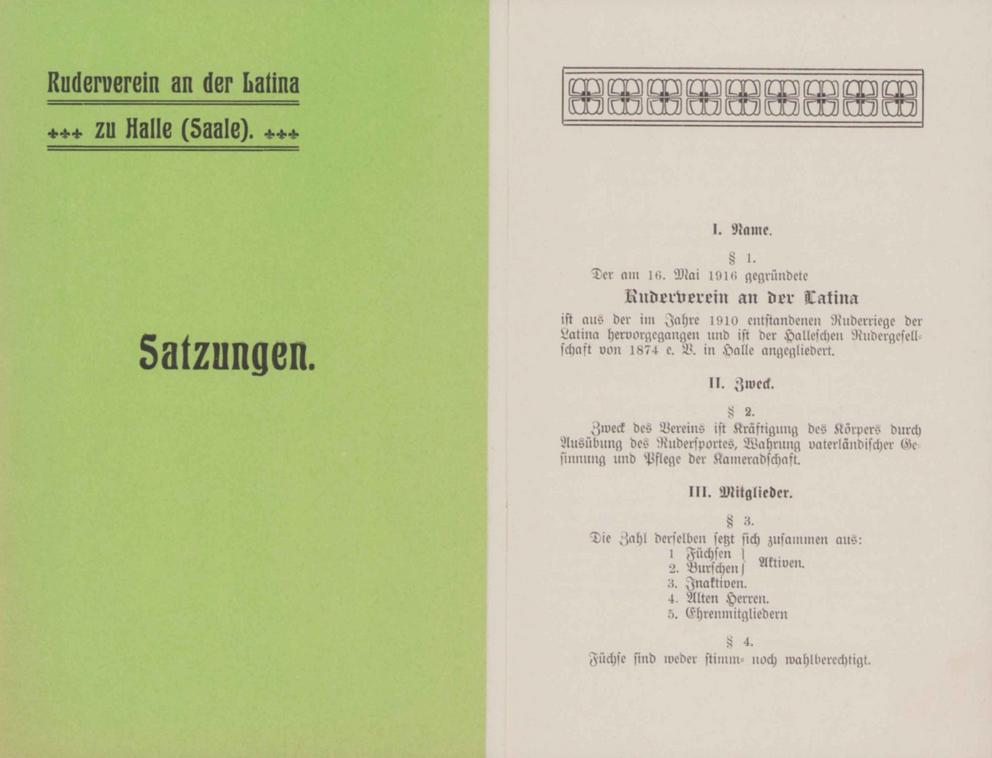 Ruderverein an der Latina
zu Halle (Saale).
Satzungen.
I. Name.
§ 1.
Der am 16. Mai 1916 gegründete
Ruderverein an der Latina
ist aus der im Jahre 1910 entstandenen Ruderriege der
Latina hervorgegangen und ist der Halleschen Rudergesell-
schaft von 1874 e. V. in Halle angegliedert.
II. Zweck.
§ 2.
Zweck des Vereins ist Kräftigung des Körpers durch
Ausübung des Rudersportes, Wahrung vaterländischer Ge-
sinnung und Pflege der Kameradschaft.
III. Mitglieder.
§ 3.
Die Zahl derselben setzt sich zusammen aus:
1 Füchsen }
2. Burschen } Aktiven.
3. Inaktiven.
4. Alten Herren.
5. Ehrenmitgliedern
§ 4.
Füchse sind weder stimm- noch wahlberechtigt.